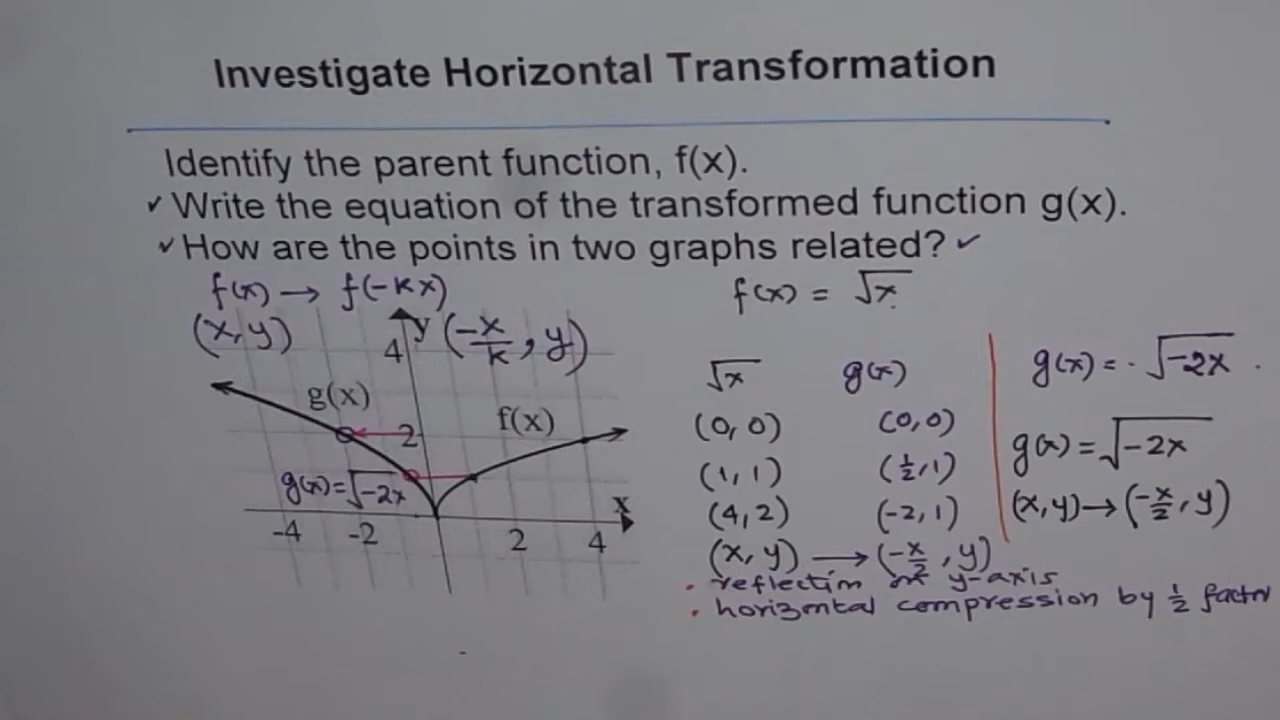 Investigate Horizontal Transformation
Identify the parent function, f(x).
✓ Write the equation of the transformed function g(x).
✓ How are the points in two graphs related? ✓
f(x) → f(-kx)
(x, y)
(-x/k, y)
y
4
g(x)
f(x)
2
g(x) = √-2x
x
-4 -2 2 4
f(x) = √x
√x g(x)
(0, 0) (0, 0)
(1, 1) (½, 1)
(4, 2) (-2, 1)
(x, y) → (-x/2, y)
• reflection in y-axis
• horizontal compression by ½ factor
g(x) = √-2x
g(x) = √-2x
(x, y) → (-x/2, y)